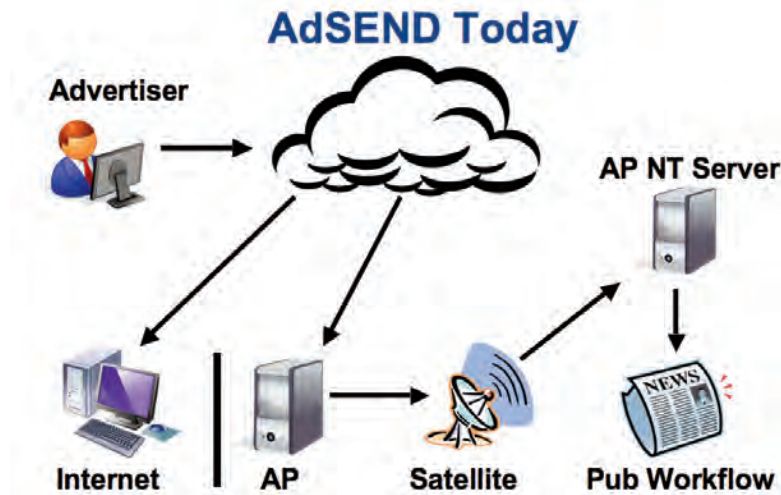 AdSEND Today
Advertiser
AP NT Server
NEWS
Internet
AP
Satellite
Pub Workflow